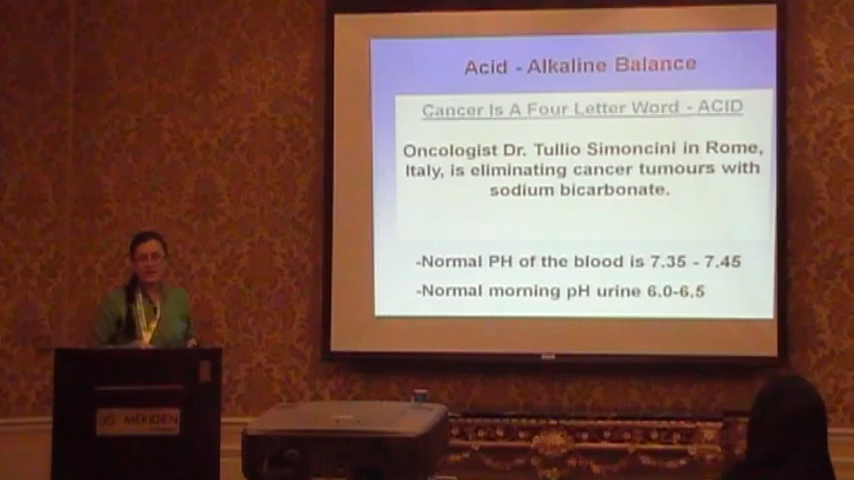 Acid - Alkaline Balance
Cancer Is A Four Letter Word - ACID
Oncologist Dr. Tullio Simoncini in Rome,
Italy, is eliminating cancer tumours with
sodium bicarbonate.
-Normal PH of the blood is 7.35 - 7.45
-Normal morning pH urine 6.0-6.5
MERIDIEN